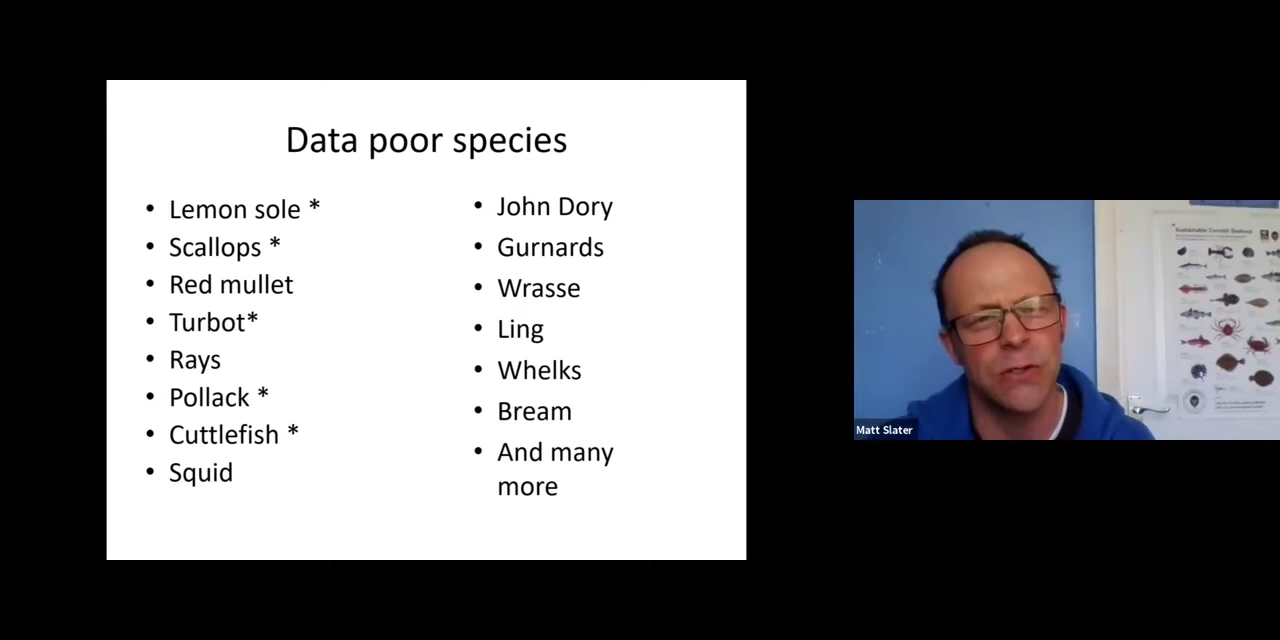 Data poor species
• Lemon sole *
• Scallops *
• Red mullet
• Turbot*
• Rays
• Pollack *
• Cuttlefish *
• Squid
• John Dory
• Gurnards
• Wrasse
• Ling
• Whelks
• Bream
• And many
more
Matt Slater
Sustainable Cornish Seafood